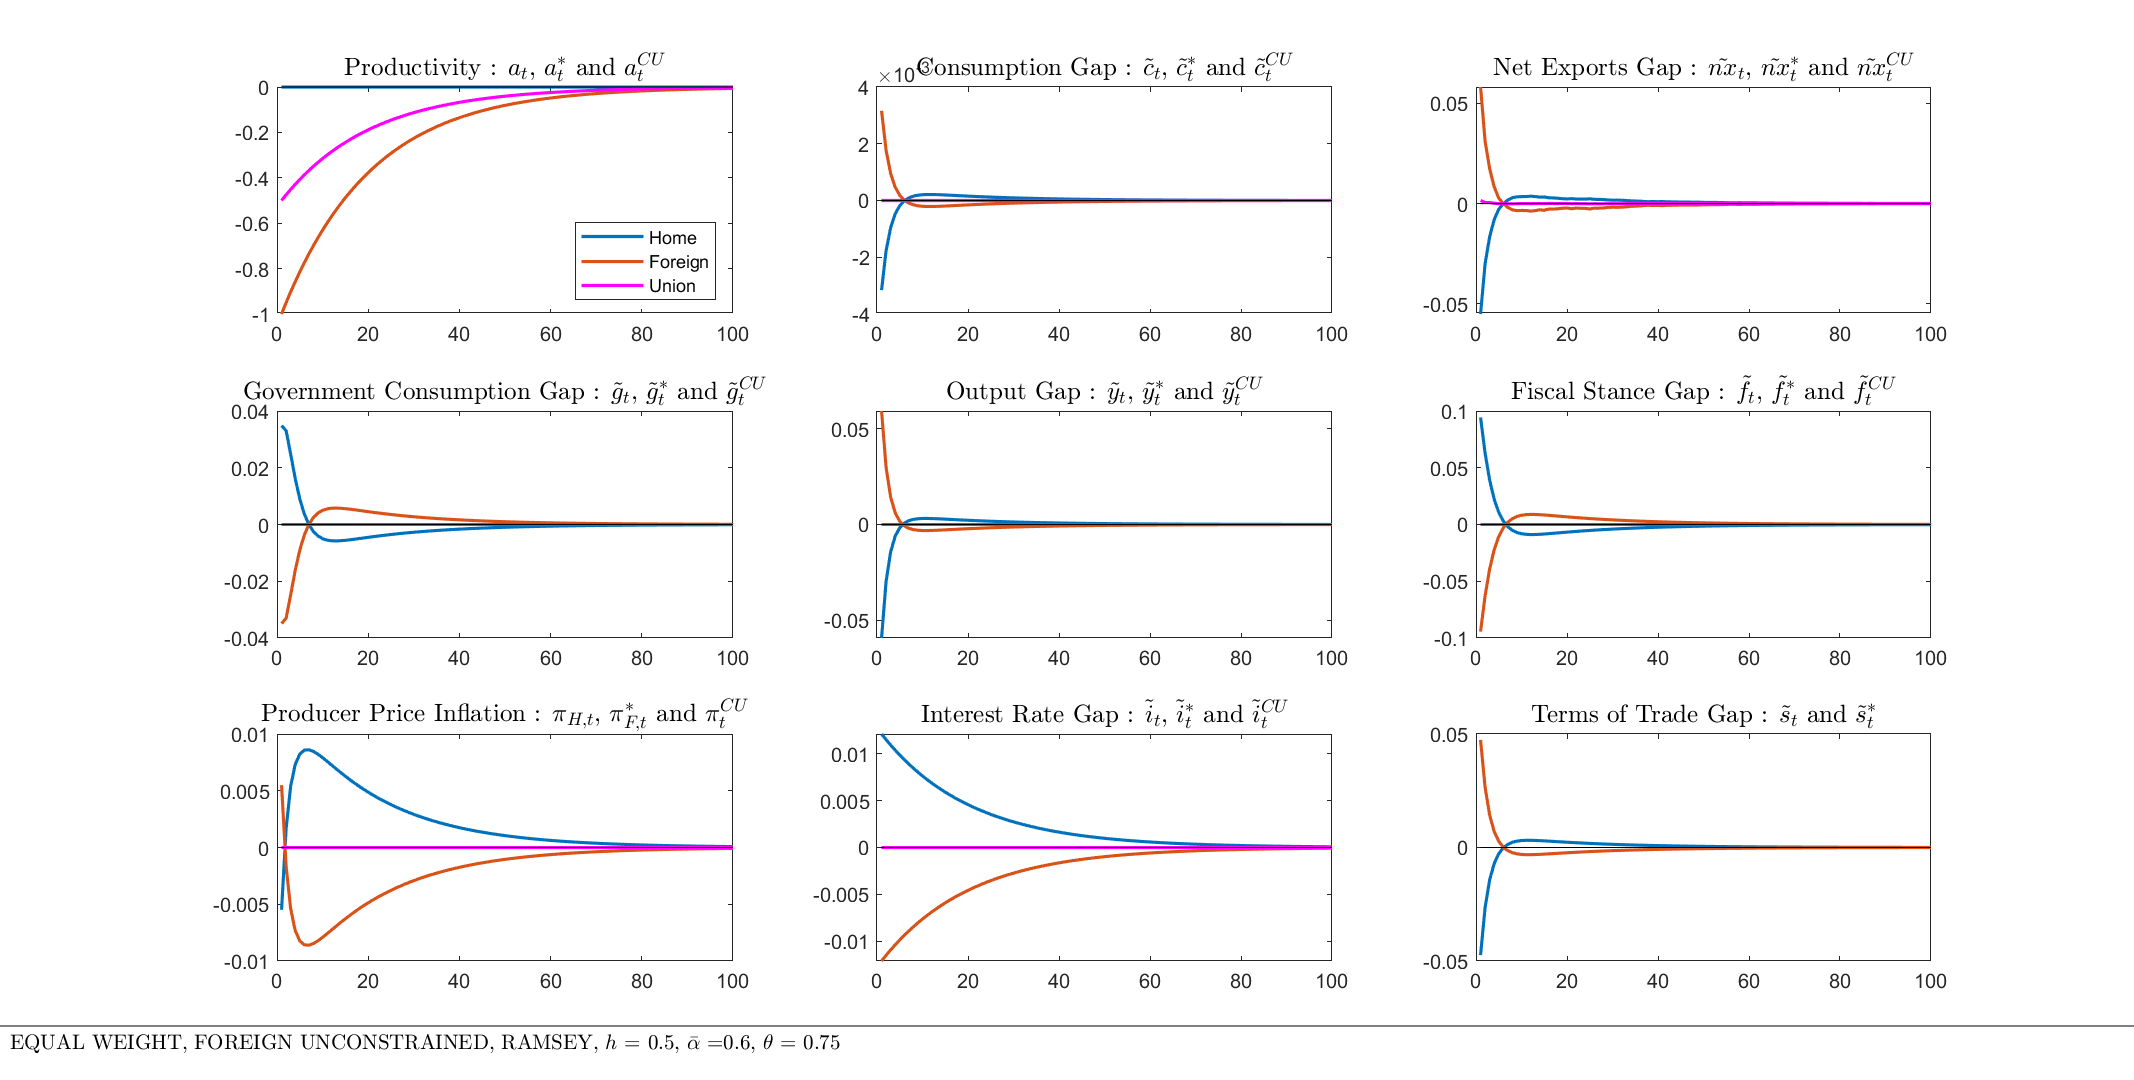 Productivity : a_t, a_t^* and a_t^{CU}
0
-0.2
-0.4
-0.6
-0.8
-1
0 20 40 60 80 100
Home
Foreign
Union
×10
Consumption Gap : c̃_t, c̃_t^* and c̃_t^{CU}
4
2
0
-2
-4
0 20 40 60 80 100
Net Exports Gap : ñx_t, ñx_t^* and ñx_t^{CU}
0.05
0
-0.05
0 20 40 60 80 100
Government Consumption Gap : g̃_t, g̃_t^* and g̃_t^{CU}
0.04
0.02
0
-0.02
-0.04
0 20 40 60 80 100
Output Gap : ỹ_t, ỹ_t^* and ỹ_t^{CU}
0.05
0
-0.05
0 20 40 60 80 100
Fiscal Stance Gap : f̃_t, f̃_t^* and f̃_t^{CU}
0.1
0.05
0
-0.05
-0.1
0 20 40 60 80 100
Producer Price Inflation : π_{H,t}, π_{F,t}^* and π_t^{CU}
0.01
0.005
0
-0.005
-0.01
0 20 40 60 80 100
Interest Rate Gap : ĩ_t, ĩ_t^* and ĩ_t^{CU}
0.01
0.005
0
-0.005
-0.01
0 20 40 60 80 100
Terms of Trade Gap : s̃_t and s̃_t^*
0.05
0
-0.05
0 20 40 60 80 100
EQUAL WEIGHT, FOREIGN UNCONSTRAINED, RAMSEY, h = 0.5, ᾱ =0.6, θ = 0.75